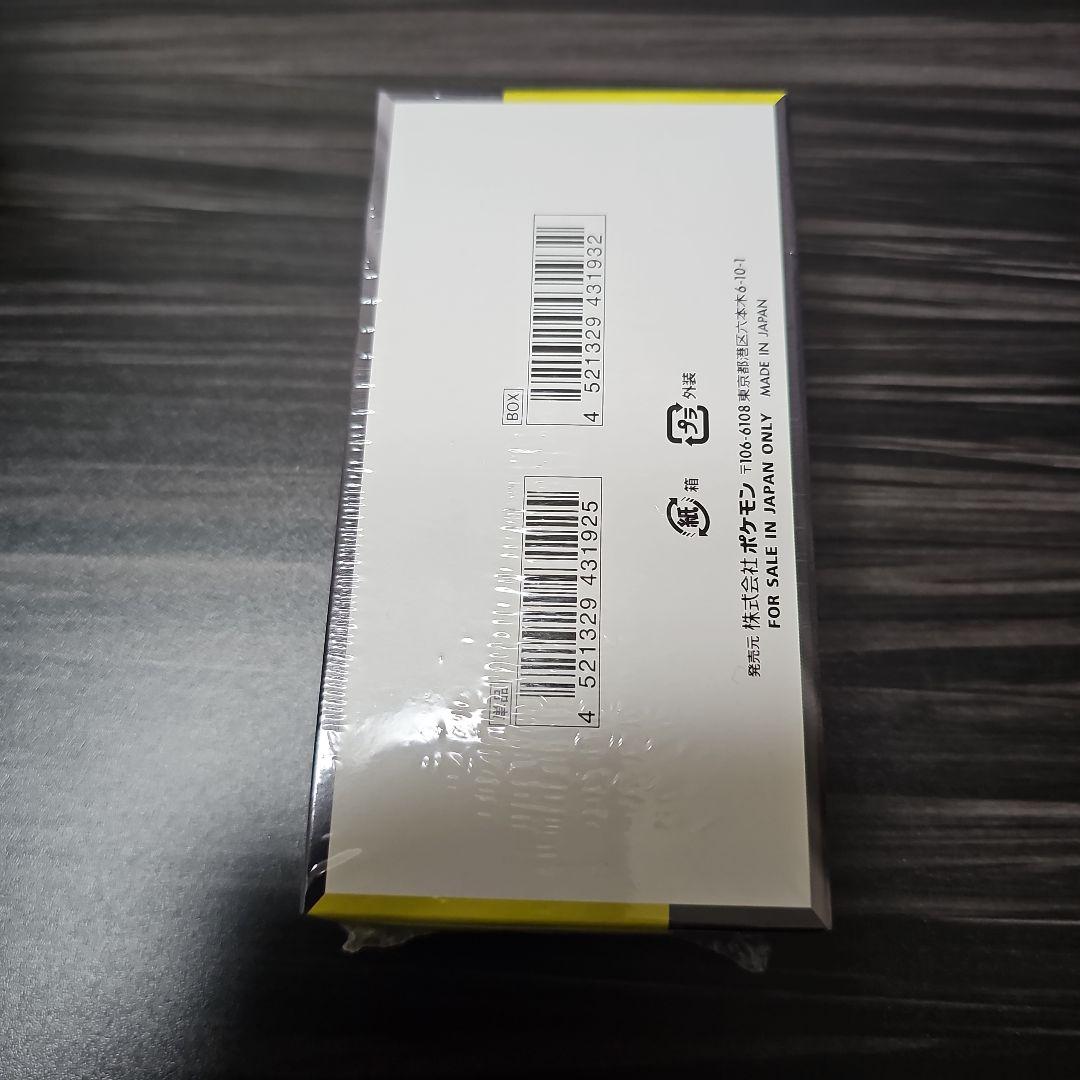 単品
4 521329 431925
BOX
4 521329 431932
紙 箱
プラ 外装
発売元 株式会社 ポケモン 〒106-6108 東京都港区六本木6-10-1
FOR SALE IN JAPAN ONLY MADE IN JAPAN